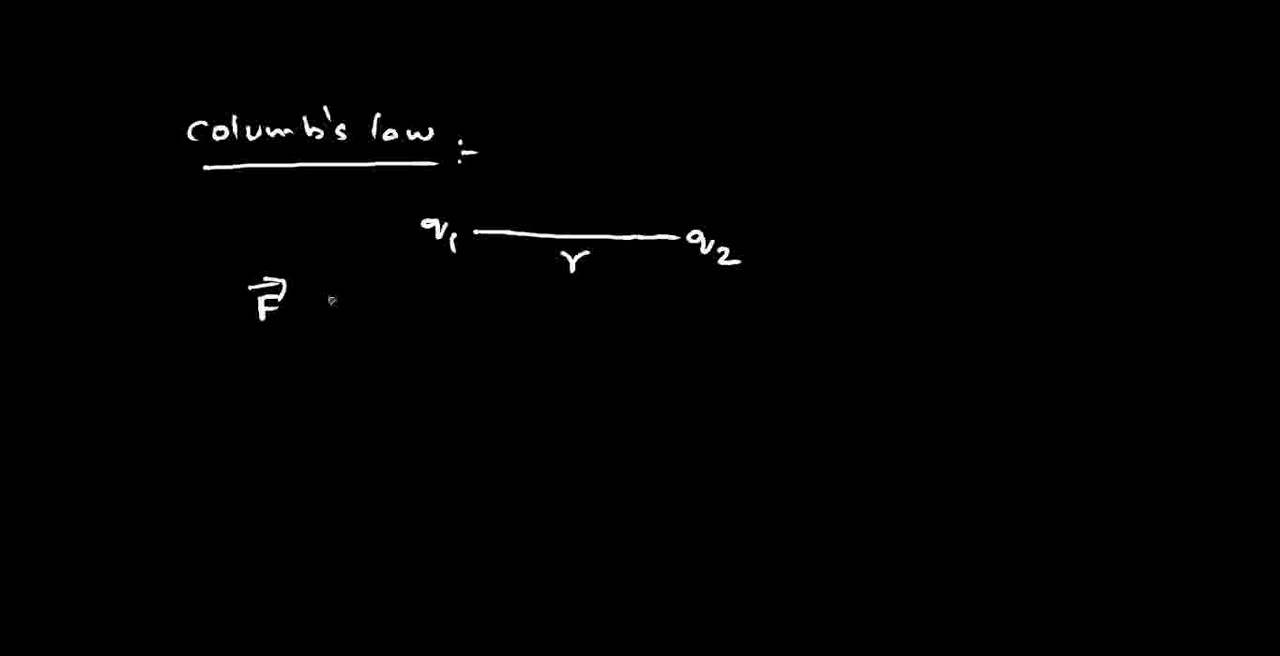 Columb's law :-
q₁ q₂
r
F⃗